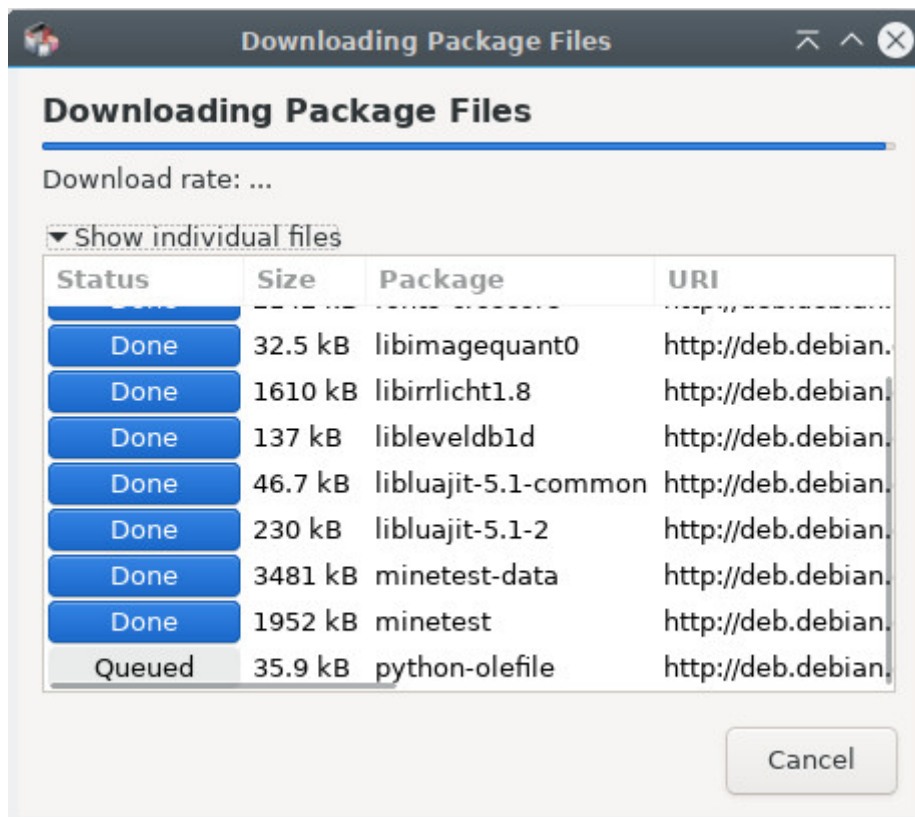 Downloading Package Files
Downloading Package Files
Download rate: ...
Show individual files
Status Size Package URI
Done 32.5 kB libimagequant0 http://deb.debian.
Done 1610 kB libirrlicht1.8 http://deb.debian.
Done 137 kB libleveldb1d http://deb.debian.
Done 46.7 kB libluajit-5.1-common http://deb.debian.
Done 230 kB libluajit-5.1-2 http://deb.debian.
Done 3481 kB minetest-data http://deb.debian.
Done 1952 kB minetest http://deb.debian.
Queued 35.9 kB python-olefile http://deb.debian.
Cancel